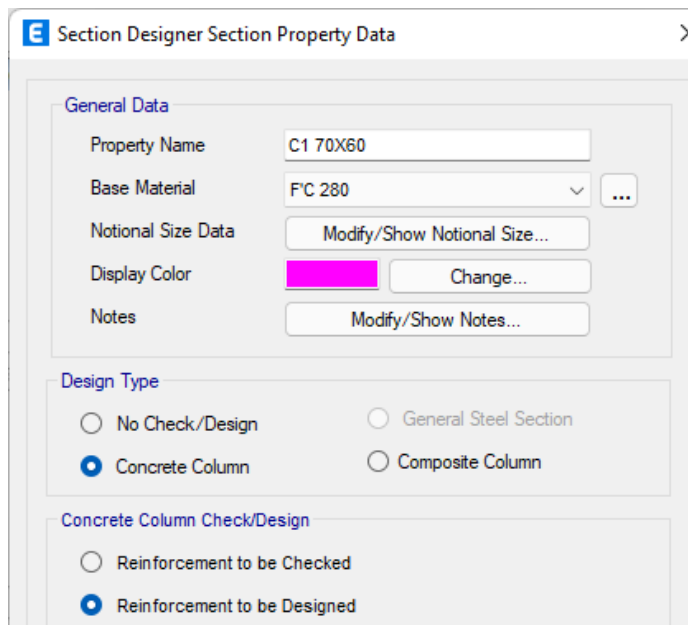 E Section Designer Section Property Data
General Data
Property Name C1 70X60
Base Material F'C 280 ...
Notional Size Data Modify/Show Notional Size...
Display Color Change...
Notes Modify/Show Notes...
Design Type
No Check/Design General Steel Section
Concrete Column Composite Column
Concrete Column Check/Design
Reinforcement to be Checked
Reinforcement to be Designed